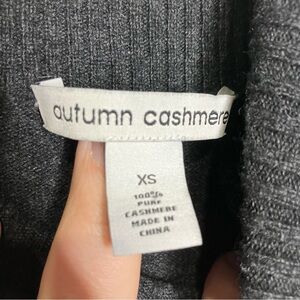 autumn cashmere
XS
100%
PURE
CASHMERE
MADE IN
CHINA